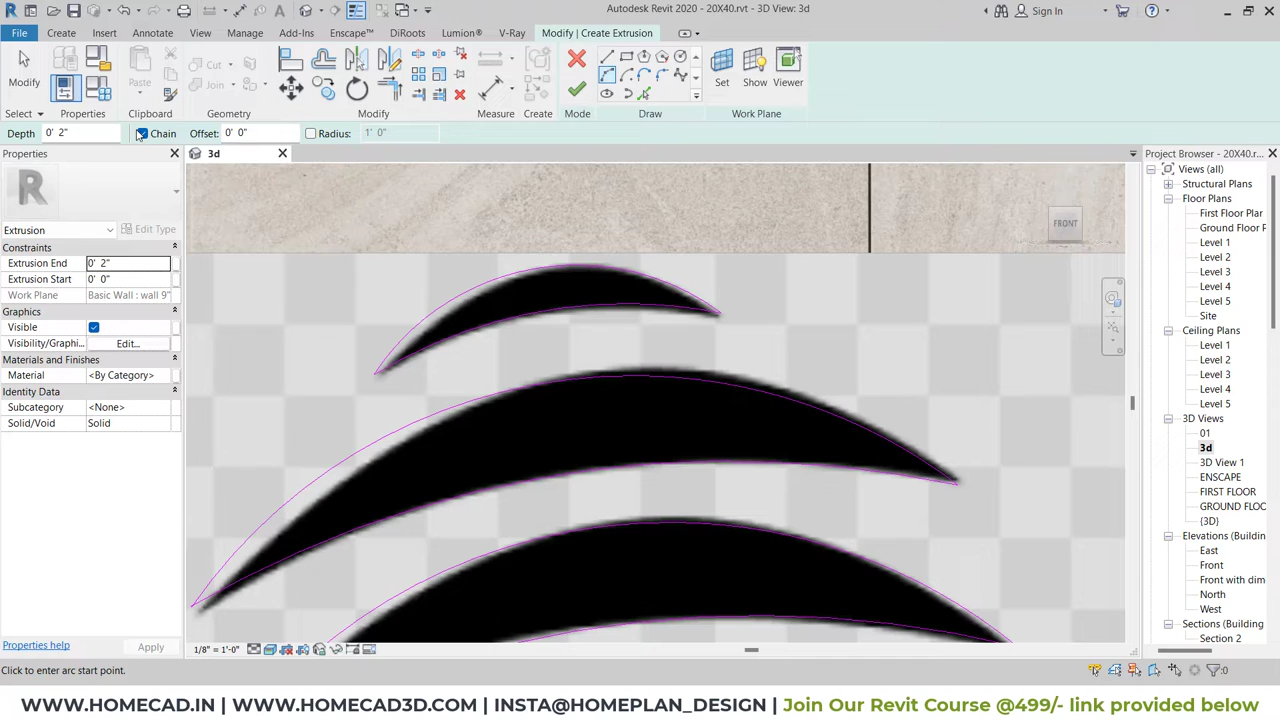 Autodesk Revit 2020 - 20X40.rvt - 3D View: 3d
Sign In
File Create Insert Annotate View Manage Add-Ins Enscape™ DiRoots Lumion® V-Ray Modify | Create Extrusion
Modify Paste Cut Join Create Set Show Viewer
Select Properties Clipboard Geometry Modify Measure Create Mode Draw Work Plane
Depth 0' 2" Chain Offset: 0' 0" Radius: 1' 0"
Properties
3d
Project Browser - 20X40.r...
R
Extrusion Edit Type
Constraints
Extrusion End 0' 2"
Extrusion Start 0' 0"
Work Plane Basic Wall : wall 9"
Graphics
Visible
Visibility/Graphi... Edit...
Materials and Finishes
Material <By Category>
Identity Data
Subcategory <None>
Solid/Void Solid
Properties help Apply
FRONT
Views (all)
Structural Plans
Floor Plans
First Floor Plar
Ground Floor P
Level 1
Level 2
Level 3
Level 4
Level 5
Site
Ceiling Plans
Level 1
Level 2
Level 3
Level 4
Level 5
3D Views
01
3d
3D View 1
ENSCAPE
FIRST FLOOR
GROUND FLOO
{3D}
Elevations (Buildin
East
Front
Front with dim
North
West
Sections (Building
Section 2
1/8" = 1'-0"
Click to enter arc start point.
:0
WWW.HOMECAD.IN | WWW.HOMECAD3D.COM | INSTA@HOMEPLAN_DESIGN | Join Our Revit Course @499/- link provided below